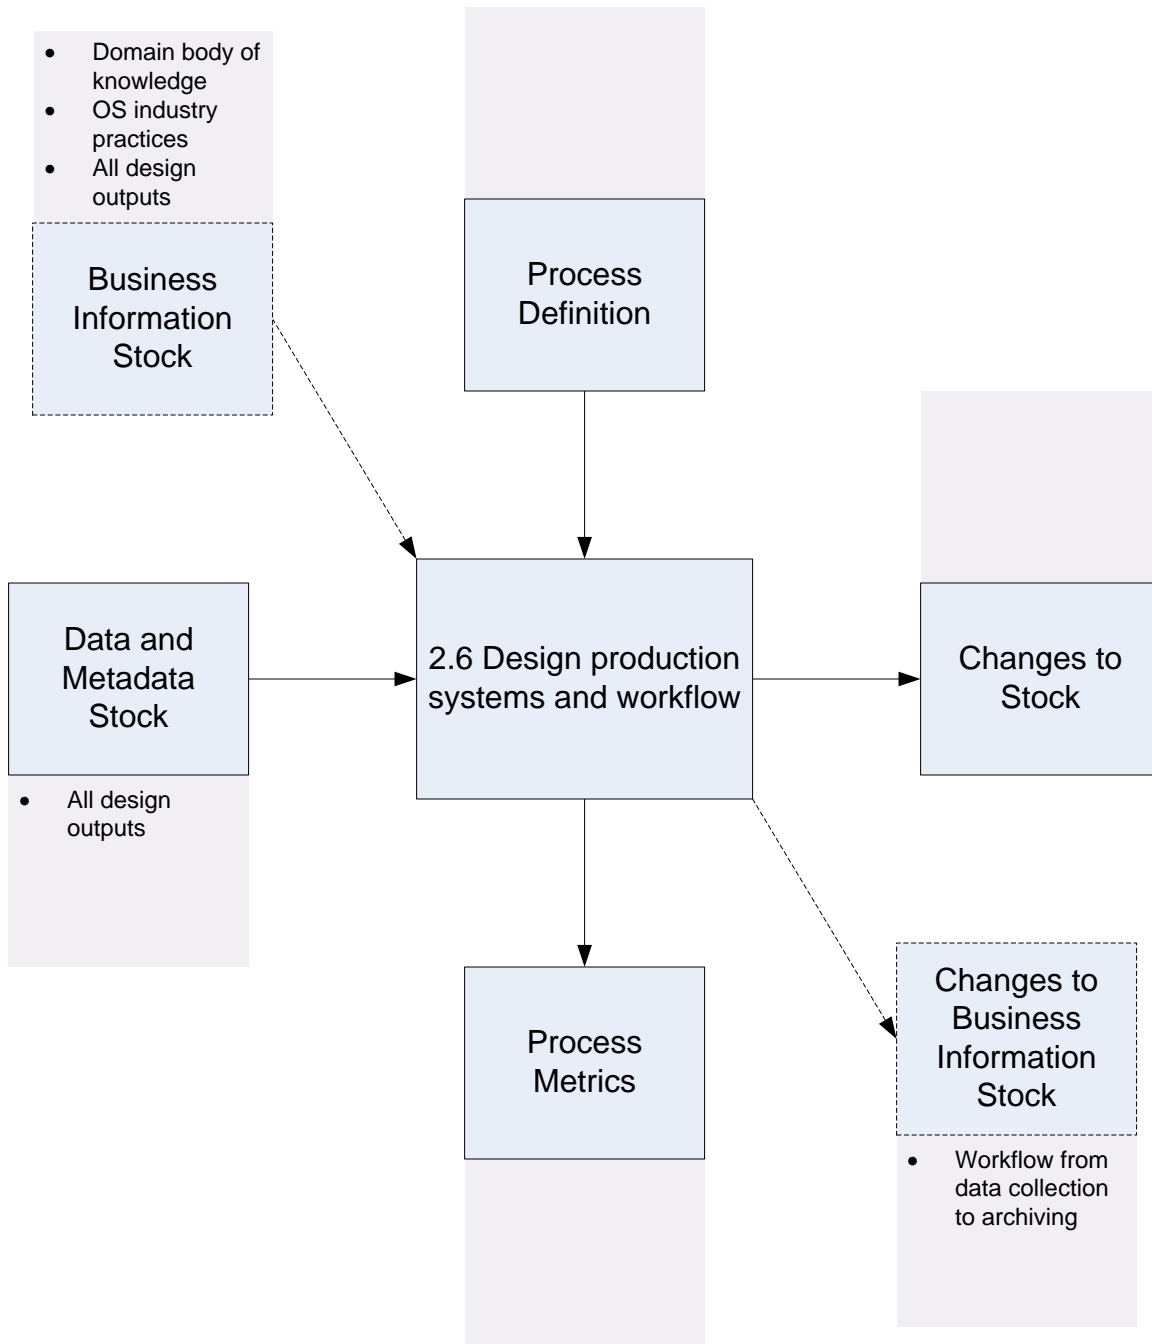 • Domain body of
knowledge
• OS industry
practices
• All design
outputs
Business
Information
Stock
Process
Definition
Data and
Metadata
Stock
• All design
outputs
2.6 Design production
systems and workflow
Changes to
Stock
Process
Metrics
Changes to
Business
Information
Stock
• Workflow from
data collection
to archiving